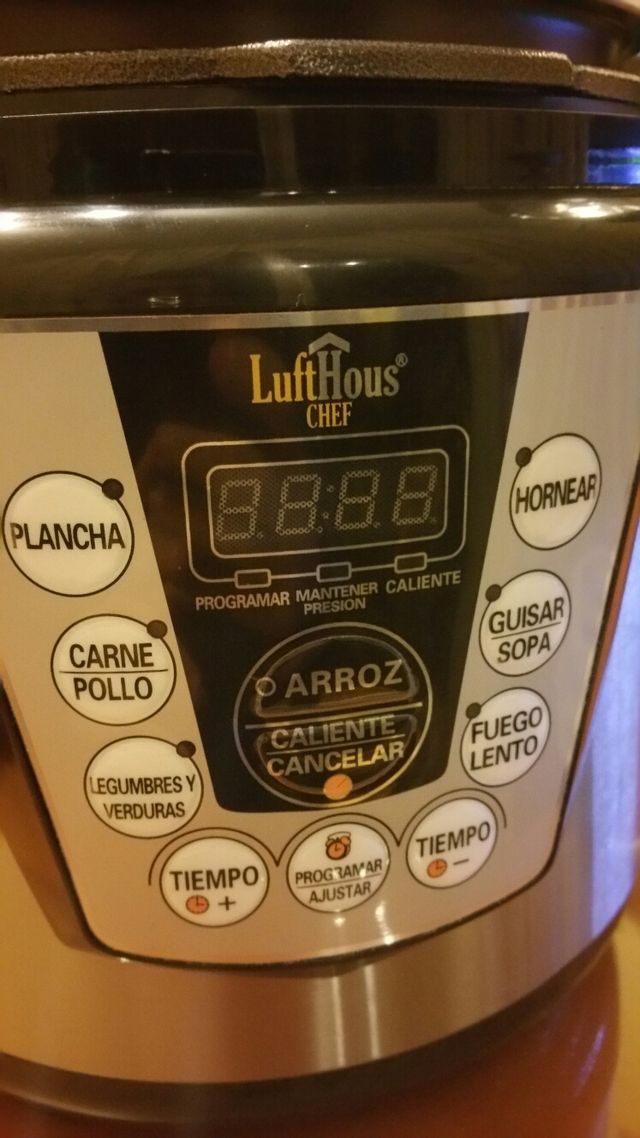 LuftHous®
CHEF
PROGRAMAR
MANTENER
PRESION
CALIENTE
PLANCHA
CARNE
POLLO
LEGUMBRES Y
VERDURAS
ARROZ
CALIENTE
CANCELAR
HORNEAR
GUISAR
SOPA
FUEGO
LENTO
TIEMPO
+
PROGRAMAR
AJUSTAR
TIEMPO
-